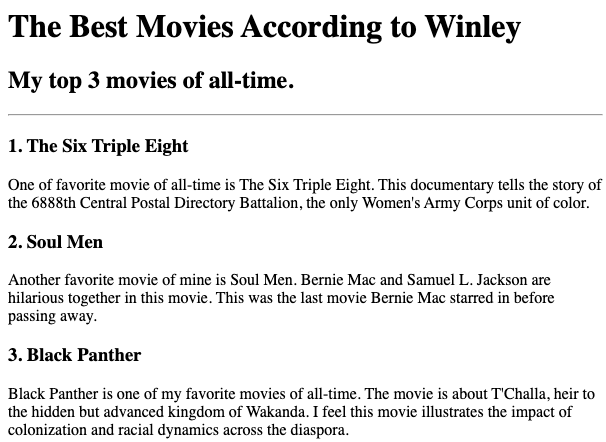 The Best Movies According to Winley
My top 3 movies of all-time.
1. The Six Triple Eight
One of favorite movie of all-time is The Six Triple Eight. This documentary tells the story of
the 6888th Central Postal Directory Battalion, the only Women's Army Corps unit of color.
2. Soul Men
Another favorite movie of mine is Soul Men. Bernie Mac and Samuel L. Jackson are
hilarious together in this movie. This was the last movie Bernie Mac starred in before
passing away.
3. Black Panther
Black Panther is one of my favorite movies of all-time. The movie is about T'Challa, heir to
the hidden but advanced kingdom of Wakanda. I feel this movie illustrates the impact of
colonization and racial dynamics across the diaspora.